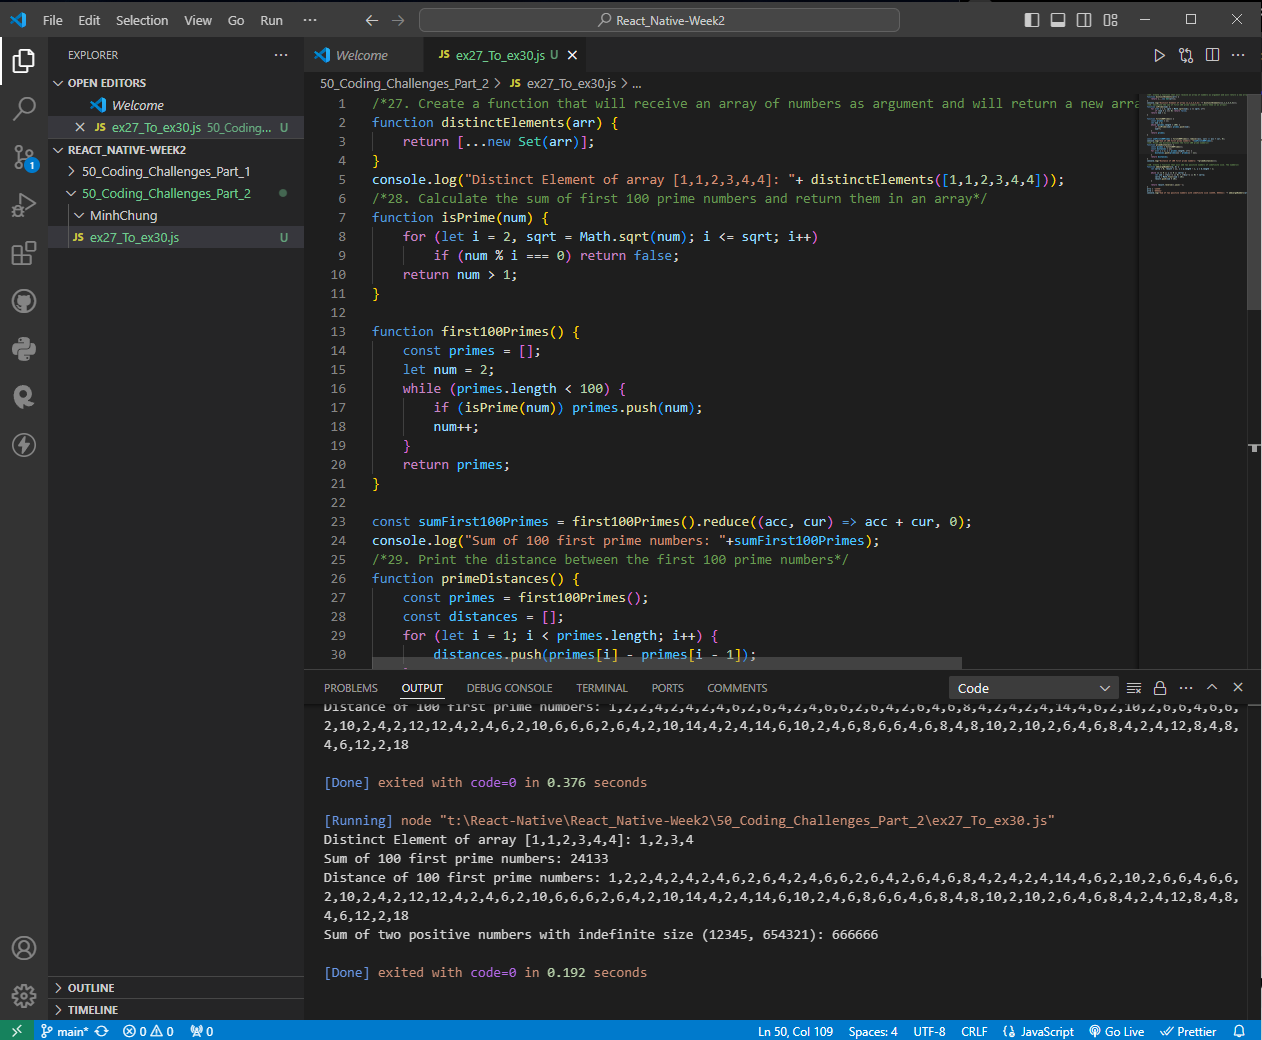 File Edit Selection View Go Run ··· React_Native-Week2
EXPLORER ···
OPEN EDITORS
Welcome
JS ex27_To_ex30.js 50_Coding... U
REACT_NATIVE-WEEK2
50_Coding_Challenges_Part_1
50_Coding_Challenges_Part_2
MinhChung
JS ex27_To_ex30.js U
OUTLINE
TIMELINE
1
Welcome JS ex27_To_ex30.js U
50_Coding_Challenges_Part_2 > JS ex27_To_ex30.js > ...
1 /*27. Create a function that will receive an array of numbers as argument and will return a new arra
2 function distinctElements(arr) {
3 return [...new Set(arr)];
4 }
5 console.log("Distinct Element of array [1,1,2,3,4,4]: "+ distinctElements([1,1,2,3,4,4]));
6 /*28. Calculate the sum of first 100 prime numbers and return them in an array*/
7 function isPrime(num) {
8 for (let i = 2, sqrt = Math.sqrt(num); i <= sqrt; i++)
9 if (num % i === 0) return false;
10 return num > 1;
11 }
12
13 function first100Primes() {
14 const primes = [];
15 let num = 2;
16 while (primes.length < 100) {
17 if (isPrime(num)) primes.push(num);
18 num++;
19 }
20 return primes;
21 }
22
23 const sumFirst100Primes = first100Primes().reduce((acc, cur) => acc + cur, 0);
24 console.log("Sum of 100 first prime numbers: "+sumFirst100Primes);
25 /*29. Print the distance between the first 100 prime numbers*/
26 function primeDistances() {
27 const primes = first100Primes();
28 const distances = [];
29 for (let i = 1; i < primes.length; i++) {
30 distances.push(primes[i] - primes[i - 1]);
PROBLEMS OUTPUT DEBUG CONSOLE TERMINAL PORTS COMMENTS Code
Distance of 100 first prime numbers: 1,2,2,4,2,4,2,4,6,2,6,4,2,4,6,6,2,6,4,2,6,4,6,8,4,2,4,2,4,14,4,6,2,10,2,6,6,4,6,6,
2,10,2,4,2,12,12,4,2,4,6,2,10,6,6,6,2,6,4,2,10,14,4,2,4,14,6,10,2,4,6,8,6,6,4,6,8,4,8,10,2,10,2,6,4,6,8,4,2,4,12,8,4,8,
4,6,12,2,18
[Done] exited with code=0 in 0.376 seconds
[Running] node "t:\React-Native\React_Native-Week2\50_Coding_Challenges_Part_2\ex27_To_ex30.js"
Distinct Element of array [1,1,2,3,4,4]: 1,2,3,4
Sum of 100 first prime numbers: 24133
Distance of 100 first prime numbers: 1,2,2,4,2,4,2,4,6,2,6,4,2,4,6,6,2,6,4,2,6,4,6,8,4,2,4,2,4,14,4,6,2,10,2,6,6,4,6,6,
2,10,2,4,2,12,12,4,2,4,6,2,10,6,6,6,2,6,4,2,10,14,4,2,4,14,6,10,2,4,6,8,6,6,4,6,8,4,8,10,2,10,2,6,4,6,8,4,2,4,12,8,4,8,
4,6,12,2,18
Sum of two positive numbers with indefinite size (12345, 654321): 666666
[Done] exited with code=0 in 0.192 seconds
main* 0 0 0 Ln 50, Col 109 Spaces: 4 UTF-8 CRLF JavaScript Go Live Prettier